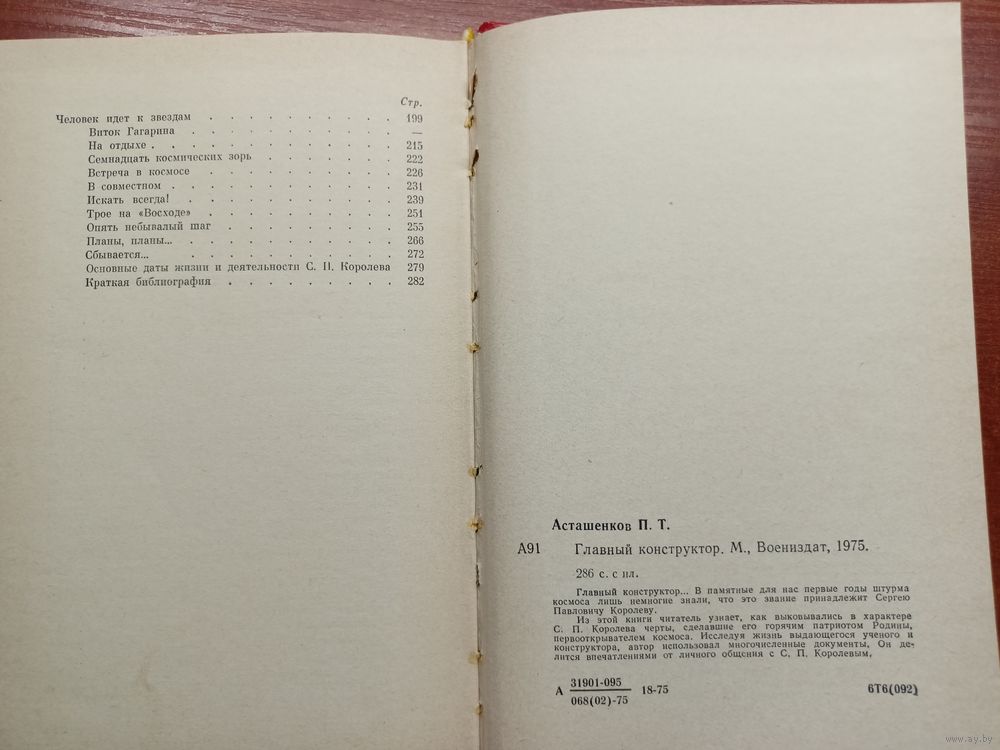 Стр.
Человек идет к звездам . . . . . . . . . . 199
Виток Гагарина . . . . . . . . . . . —
На отдыхе . . . . . . . . . . . . . 215
Семнадцать космических зорь . . . . . . . 222
Встреча в космосе . . . . . . . . . . . 226
В совместном . . . . . . . . . . . . 231
Искать всегда! . . . . . . . . . . . . 239
Трое на «Восходе» . . . . . . . . . . 251
Опять небывалый шаг . . . . . . . . . 255
Планы, планы... . . . . . . . . . . . 266
Сбывается... . . . . . . . . . . . 272
Основные даты жизни и деятельности С. П. Королева 279
Краткая библиография . . . . . . . . . 282
Асташенков П. Т.
А91 Главный конструктор. М., Воениздат, 1975.
286 с. с ил.
Главный конструктор... В памятные для нас первые годы штурма
космоса лишь немногие знали, что это звание принадлежит Сергею
Павловичу Королеву.
Из этой книги читатель узнает, как выковывались в характере
С. П. Королева черты, сделавшие его горячим патриотом Родины,
первооткрывателем космоса. Исследуя жизнь выдающегося ученого и
конструктора, автор использовал многочисленные документы. Он де-
лится впечатлениями от личного общения с С. П. Королевым.
А 31901-095 18-75 6Т6(092)
068(02)-75
www.ay.by